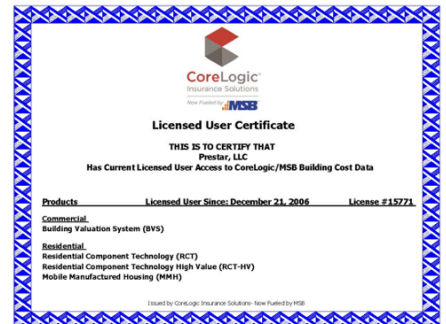 CoreLogic
Insurance Solutions
Now Fueled by MSB
Licensed User Certificate
THIS IS TO CERTIFY THAT
Prestar, LLC
Has Current Licensed User Access to CoreLogic/MSB Building Cost Data
Products Licensed User Since: December 21, 2006 License #15771
Commercial
Building Valuation System (BVS)
Residential
Residential Component Technology (RCT)
Residential Component Technology High Value (RCT-HV)
Mobile Manufactured Housing (MMH)
Issued by CoreLogic Insurance Solutions- Now Fueled by MSB